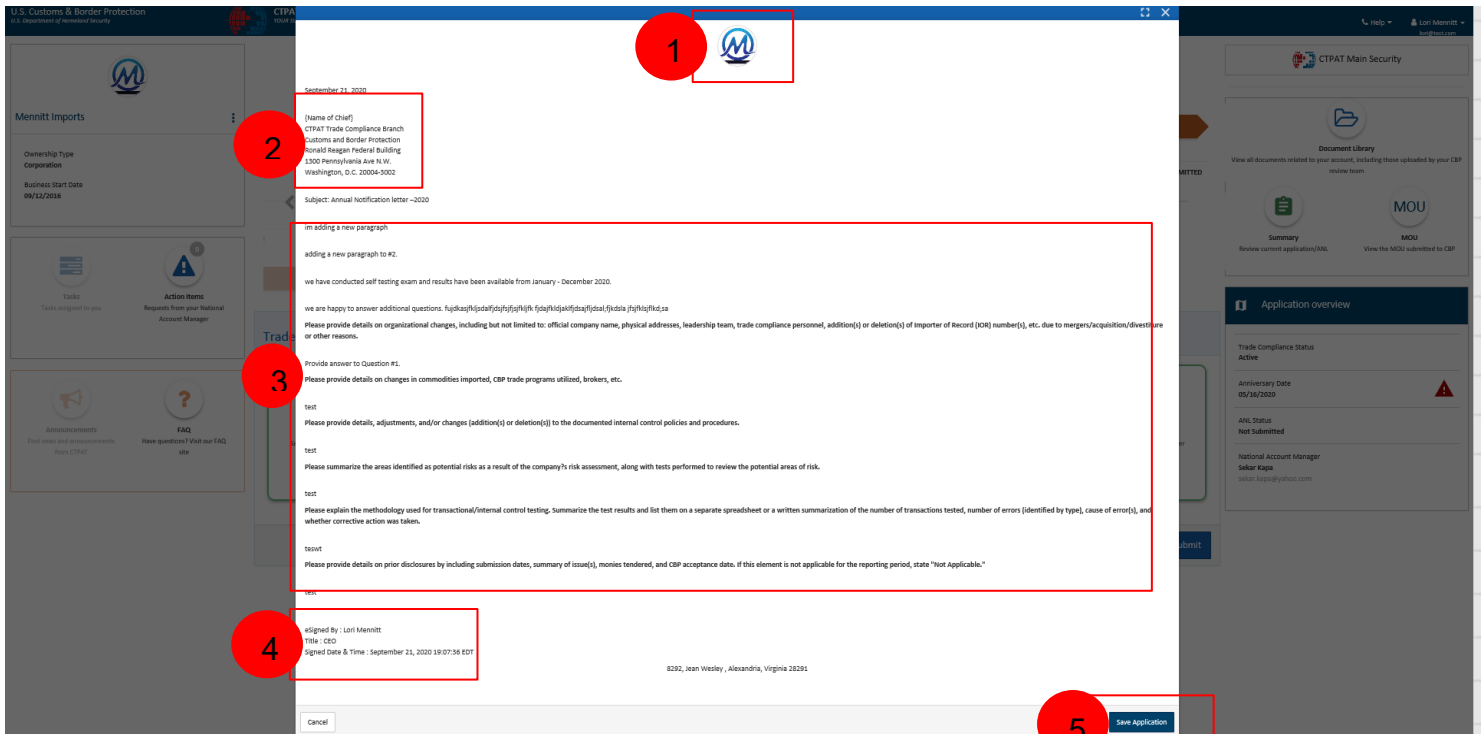 U.S. Customs & Border Protection
U.S. Department of Homeland Security
CTPA
Help
Lori Mennitt
lori@test.com
1
M
Mennitt Imports
Ownership Type
Corporation
Business Start Date
09/12/2016
0
Tasks
Tasks assigned to you
Action Items
Requests from your National
Account Manager
Announcements
Find news and announcements
from CTPAT
FAQ
Have questions? Visit our FAQ
site
Trade
September 21, 2020
2
{Name of Chief}
CTPAT Trade Compliance Branch
Customs and Border Protection
Ronald Reagan Federal Building
1300 Pennsylvania Ave N.W.
Washington, D.C. 20004-3002
Subject: Annual Notification letter –2020
3
im adding a new paragraph
adding a new paragraph to #2.
we have conducted self testing exam and results have been available from January - December 2020.
we are happy to answer additional questions.
Please provide details on organizational changes, including but not limited to: official company name, physical addresses, leadership team, trade compliance personnel, addition(s) or deletion(s) of Importer of Record (IOR) number(s), etc. due to mergers/acquisition/divestiture
or other reasons.
Provide answer to Question #1.
Please provide details on changes in commodities imported, CBP trade programs utilized, brokers, etc.
test
Please provide details, adjustments, and/or changes (addition(s) or deletion(s)) to the documented internal control policies and procedures.
test
Please summarize the areas identified as potential risks as a result of the company?s risk assessment, along with tests performed to review the potential areas of risk.
test
Please explain the methodology used for transactional/internal control testing. Summarize the test results and list them on a separate spreadsheet or a written summarization of the number of transactions tested, number of errors (identified by type), cause of error(s), and
whether corrective action was taken.
teswt
Please provide details on prior disclosures by including submission dates, summary of issue(s), monies tendered, and CBP acceptance date. If this element is not applicable for the reporting period, state "Not Applicable."
test
4
eSigned By : Lori Mennitt
Title : CEO
Signed Date & Time : September 21, 2020 19:07:36 EDT
8292, Jean Wesley , Alexandria, Virginia 28291
Cancel
5
Save Application
MITTED
ubmit
CTPAT Main Security
Document Library
View all documents related to your account, including those uploaded by your CBP
review team
Summary
Review current application/ANL
MOU
MOU
View the MOU submitted to CBP
Application overview
Trade Compliance Status
Active
Anniversary Date
05/16/2020
ANL Status
Not Submitted
National Account Manager
Sekar Kapa
sekar.kapa@yahoo.com